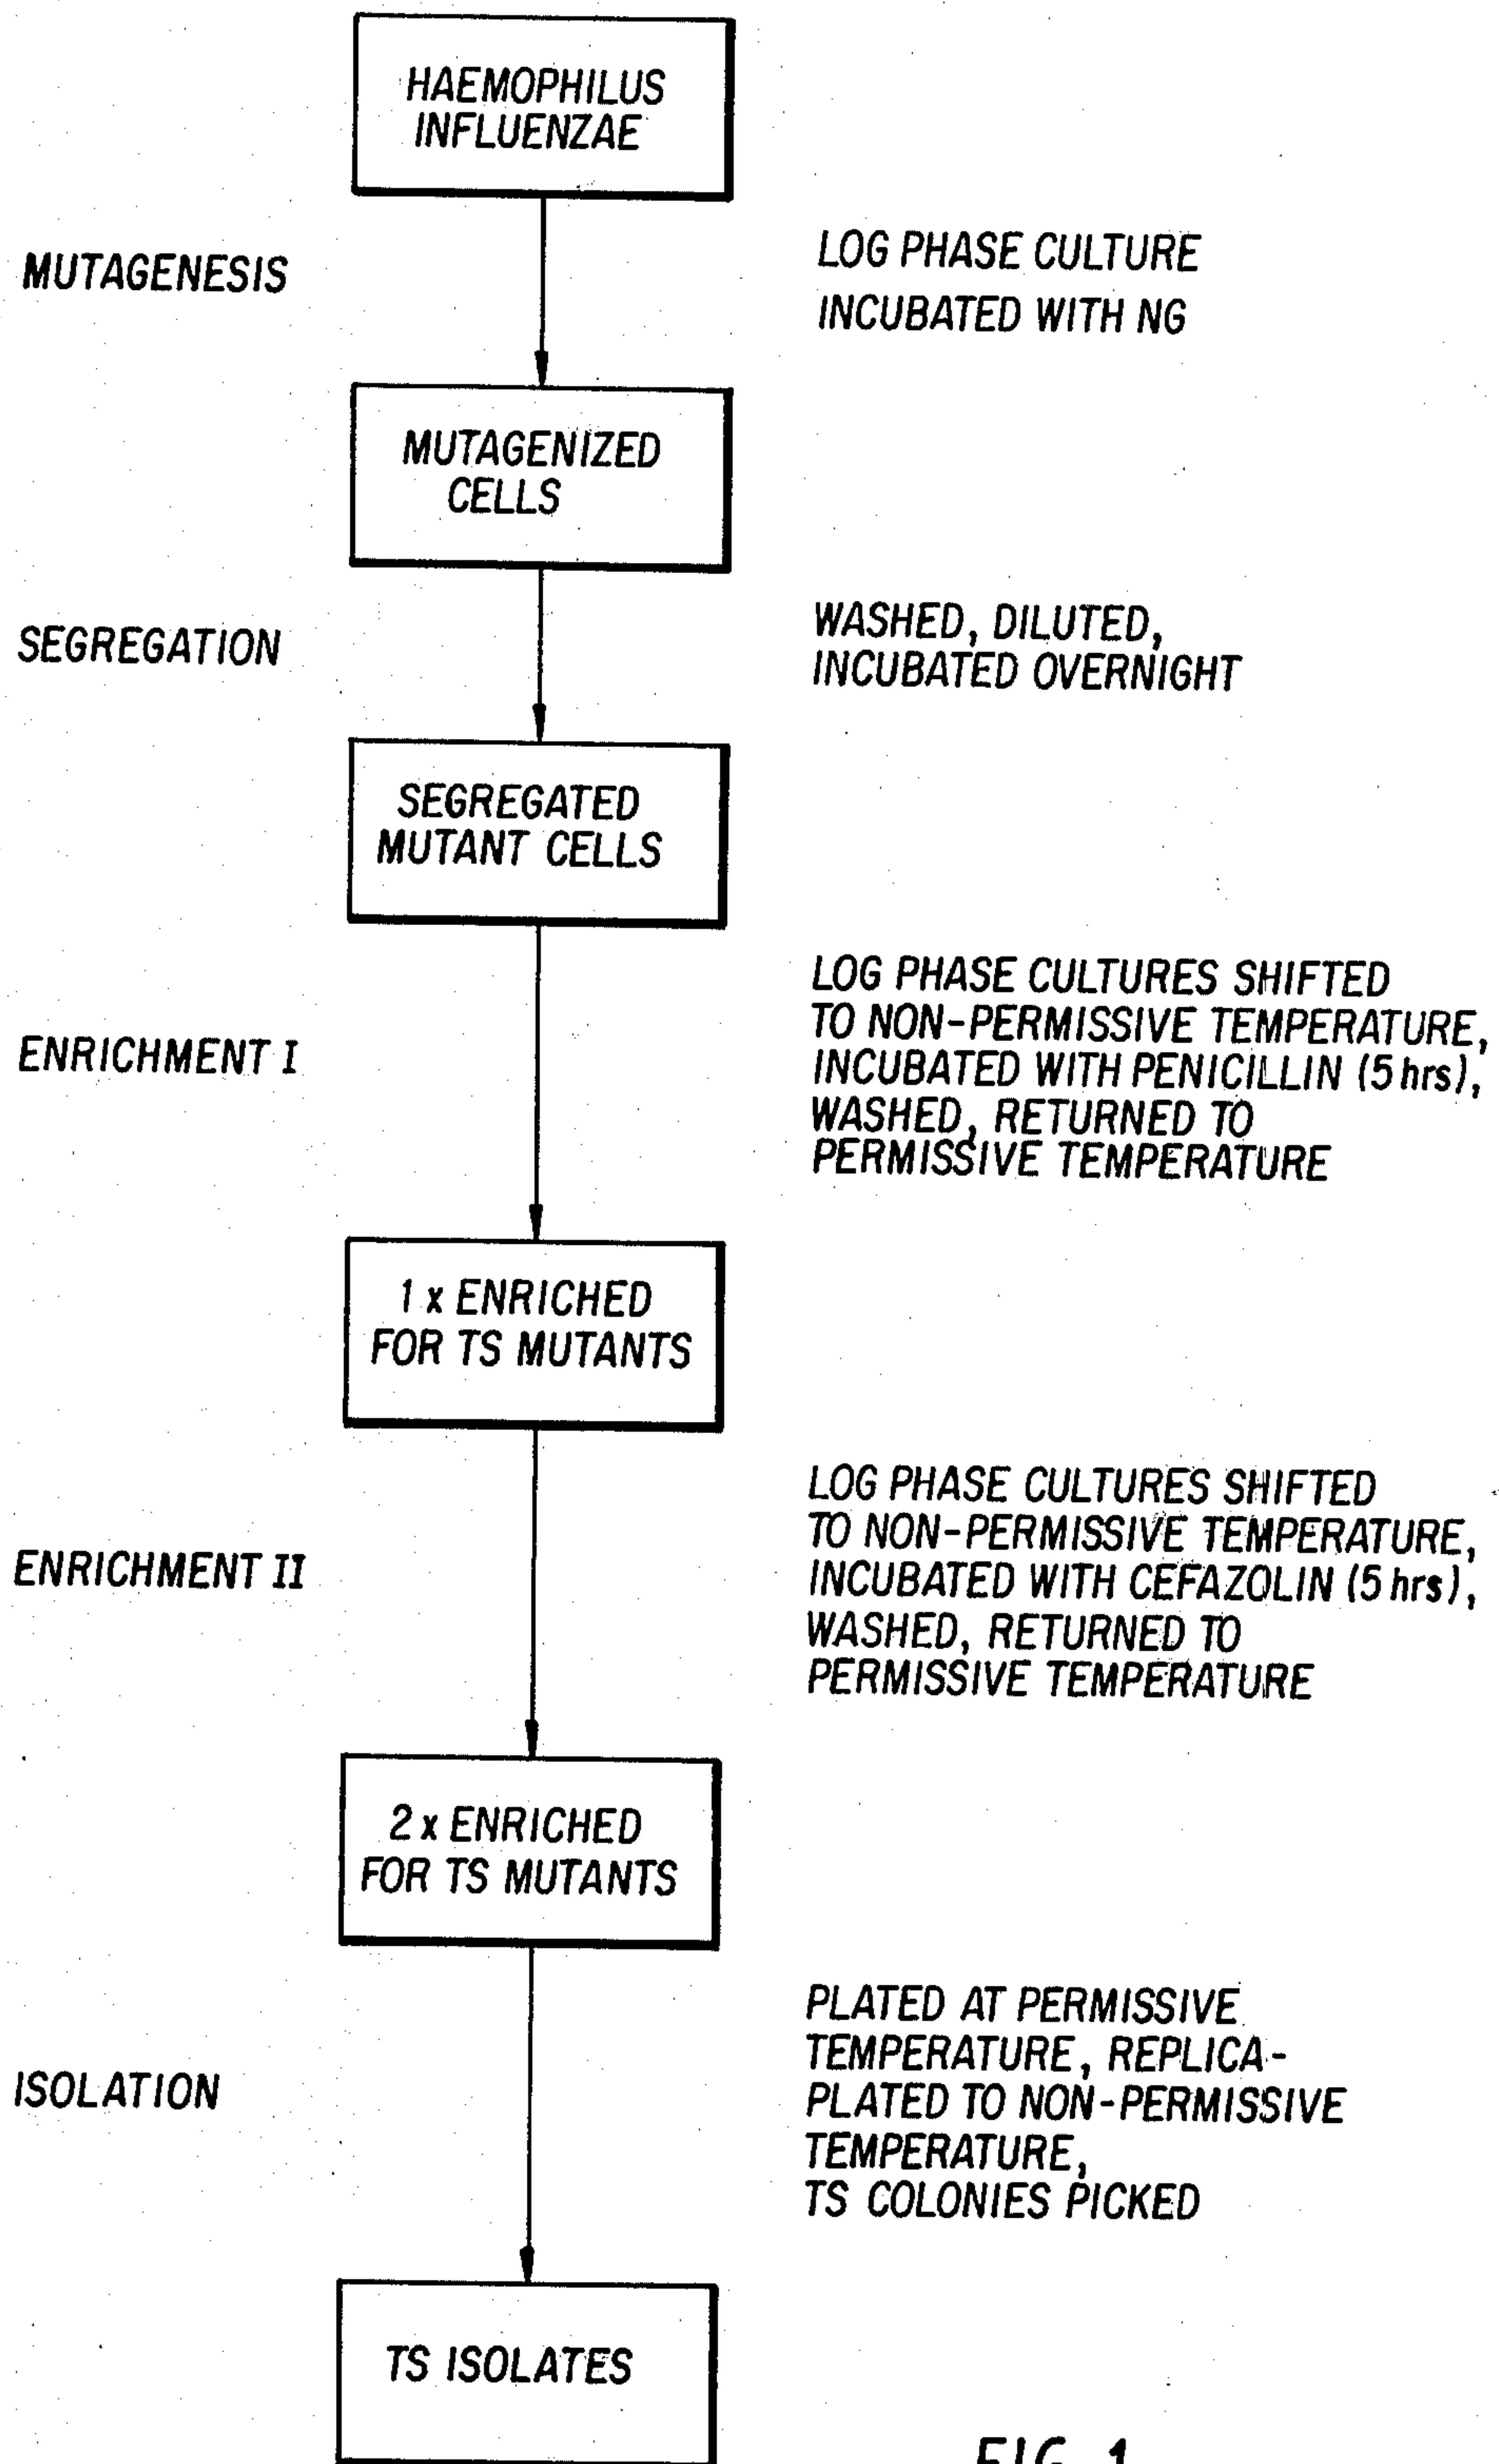 HAEMOPHILUS
INFLUENZAE
MUTAGENESIS
LOG PHASE CULTURE
INCUBATED WITH NG
MUTAGENIZED
CELLS
SEGREGATION
WASHED, DILUTED,
INCUBATED OVERNIGHT
SEGREGATED
MUTANT CELLS
ENRICHMENT I
LOG PHASE CULTURES SHIFTED
TO NON-PERMISSIVE TEMPERATURE,
INCUBATED WITH PENICILLIN (5 hrs),
WASHED, RETURNED TO
PERMISSIVE TEMPERATURE
1 x ENRICHED
FOR TS MUTANTS
ENRICHMENT II
LOG PHASE CULTURES SHIFTED
TO NON-PERMISSIVE TEMPERATURE,
INCUBATED WITH CEFAZOLIN (5 hrs),
WASHED, RETURNED TO
PERMISSIVE TEMPERATURE
2 x ENRICHED
FOR TS MUTANTS
ISOLATION
PLATED AT PERMISSIVE
TEMPERATURE, REPLICA-
PLATED TO NON-PERMISSIVE
TEMPERATURE,
TS COLONIES PICKED
TS ISOLATES
FIG. 1